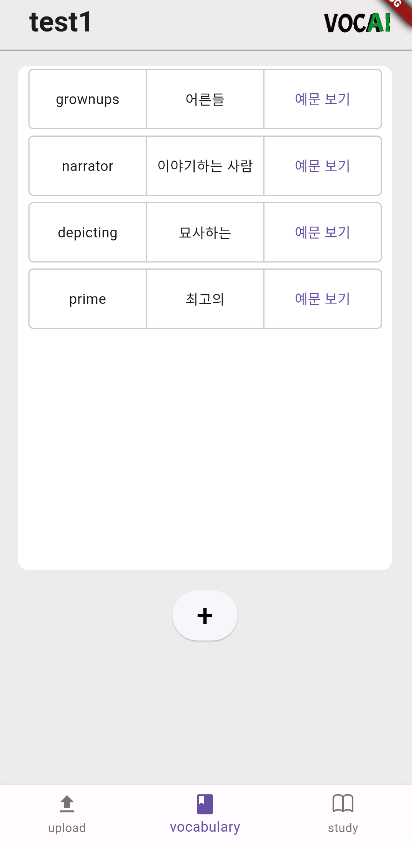 test1
VOCAI
grownups 어른들 예문 보기
narrator 이야기하는 사람 예문 보기
depicting 묘사하는 예문 보기
prime 최고의 예문 보기
+
upload vocabulary study